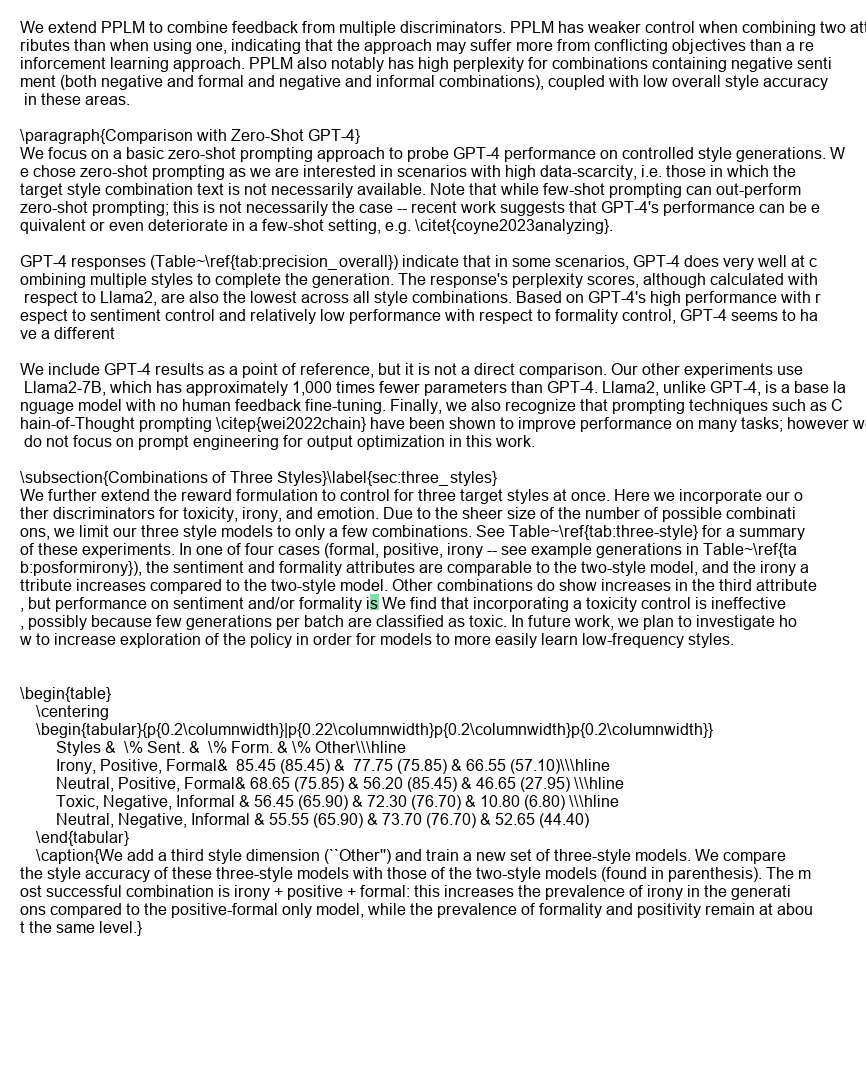 We extend PPLM to combine feedback from multiple discriminators. PPLM has weaker control when combining two att
ributes than when using one, indicating that the approach may suffer more from conflicting objectives than a re
inforcement learning approach. PPLM also notably has high perplexity for combinations containing negative senti
ment (both negative and formal and negative and informal combinations), coupled with low overall style accuracy
 in these areas.

\paragraph{Comparison with Zero-Shot GPT-4}
We focus on a basic zero-shot prompting approach to probe GPT-4 performance on controlled style generations. W
e chose zero-shot prompting as we are interested in scenarios with high data-scarcity, i.e. those in which the
target style combination text is not necessarily available. Note that while few-shot prompting can out-perform
zero-shot prompting; this is not necessarily the case -- recent work suggests that GPT-4's performance can be e
quivalent or even deteriorate in a few-shot setting, e.g. \citet{coyne2023analyzing}.

GPT-4 responses (Table~\ref{tab:precision_overall}) indicate that in some scenarios, GPT-4 does very well at c
ombining multiple styles to complete the generation. The response's perplexity scores, although calculated with
 respect to Llama2, are also the lowest across all style combinations. Based on GPT-4's high performance with r
espect to sentiment control and relatively low performance with respect to formality control, GPT-4 seems to ha
ve a different

We include GPT-4 results as a point of reference, but it is not a direct comparison. Our other experiments use
 Llama2-7B, which has approximately 1,000 times fewer parameters than GPT-4. Llama2, unlike GPT-4, is a base la
nguage model with no human feedback fine-tuning. Finally, we also recognize that prompting techniques such as C
hain-of-Thought prompting \citep{wei2022chain} have been shown to improve performance on many tasks; however we
 do not focus on prompt engineering for output optimization in this work.

\subsection{Combinations of Three Styles}\label{sec:three_styles}
We further extend the reward formulation to control for three target styles at once. Here we incorporate our o
ther discriminators for toxicity, irony, and emotion. Due to the sheer size of the number of possible combinati
ons, we limit our three style models to only a few combinations. See Table~\ref{tab:three-style} for a summary
of these experiments. In one of four cases (formal, positive, irony -- see example generations in Table~\ref{ta
b:posformirony}), the sentiment and formality attributes are comparable to the two-style model, and the irony a
ttribute increases compared to the two-style model. Other combinations do show increases in the third attribute
, but performance on sentiment and/or formality is We find that incorporating a toxicity control is ineffective
, possibly because few generations per batch are classified as toxic. In future work, we plan to investigate ho
w to increase exploration of the policy in order for models to more easily learn low-frequency styles.

\begin{table}
    \centering
    \begin{tabular}{p{0.2\columnwidth}|p{0.22\columnwidth}p{0.2\columnwidth}p{0.2\columnwidth}}
         Styles &  \% Sent. &  \% Form. & \% Other\\\hline
         Irony, Positive, Formal&  85.45 (85.45) &  77.75 (75.85) & 66.55 (57.10)\\\hline
         Neutral, Positive, Formal& 68.65 (75.85) & 56.20 (85.45) & 46.65 (27.95) \\\hline
         Toxic, Negative, Informal & 56.45 (65.90) & 72.30 (76.70) & 10.80 (6.80) \\\hline
         Neutral, Negative, Informal & 55.55 (65.90) & 73.70 (76.70) & 52.65 (44.40)
    \end{tabular}
    \caption{We add a third style dimension (``Other'') and train a new set of three-style models. We compare
the style accuracy of these three-style models with those of the two-style models (found in parenthesis). The m
ost successful combination is irony + positive + formal: this increases the prevalence of irony in the generati
ons compared to the positive-formal only model, while the prevalence of formality and positivity remain at abou
t the same level.}